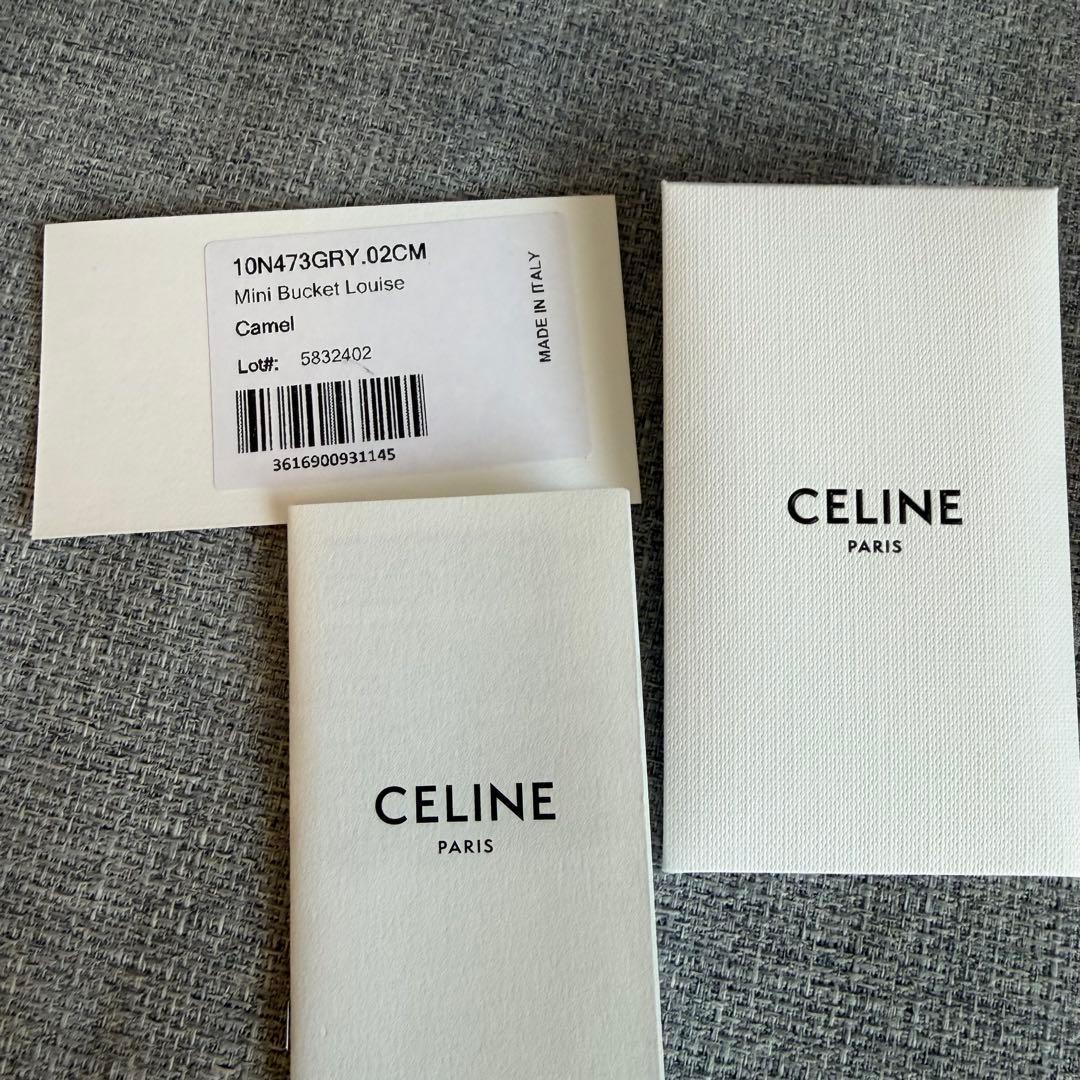 10N473GRY.02CM
Mini Bucket Louise
Camel
Lot#: 5832402
3616900931145
MADE IN ITALY
CELINE
PARIS
CELINE
PARIS